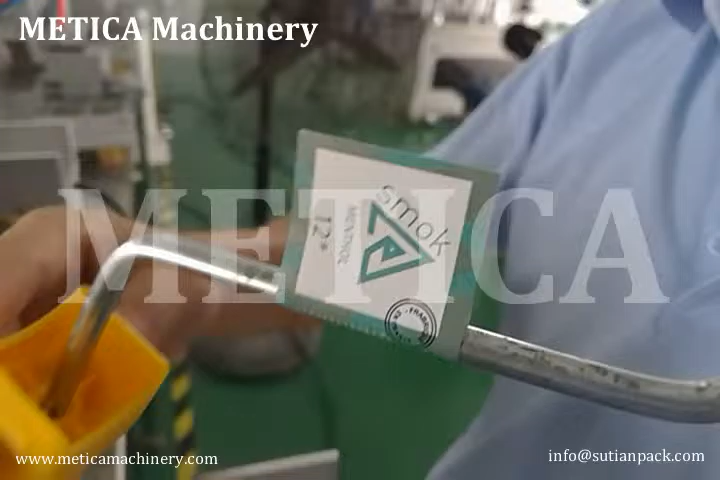 METICA Machinery
METICA
smok
MENTHOL
12*
www.meticamachinery.com
info@sutianpack.com